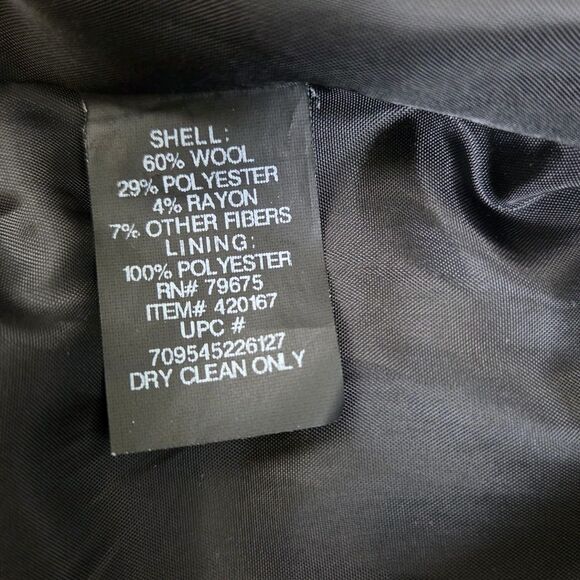 SHELL:
60% WOOL
29% POLYESTER
4% RAYON
7% OTHER FIBERS
LINING:
100% POLYESTER
RN# 79675
ITEM# 420167
UPC #
709545226127
DRY CLEAN ONLY